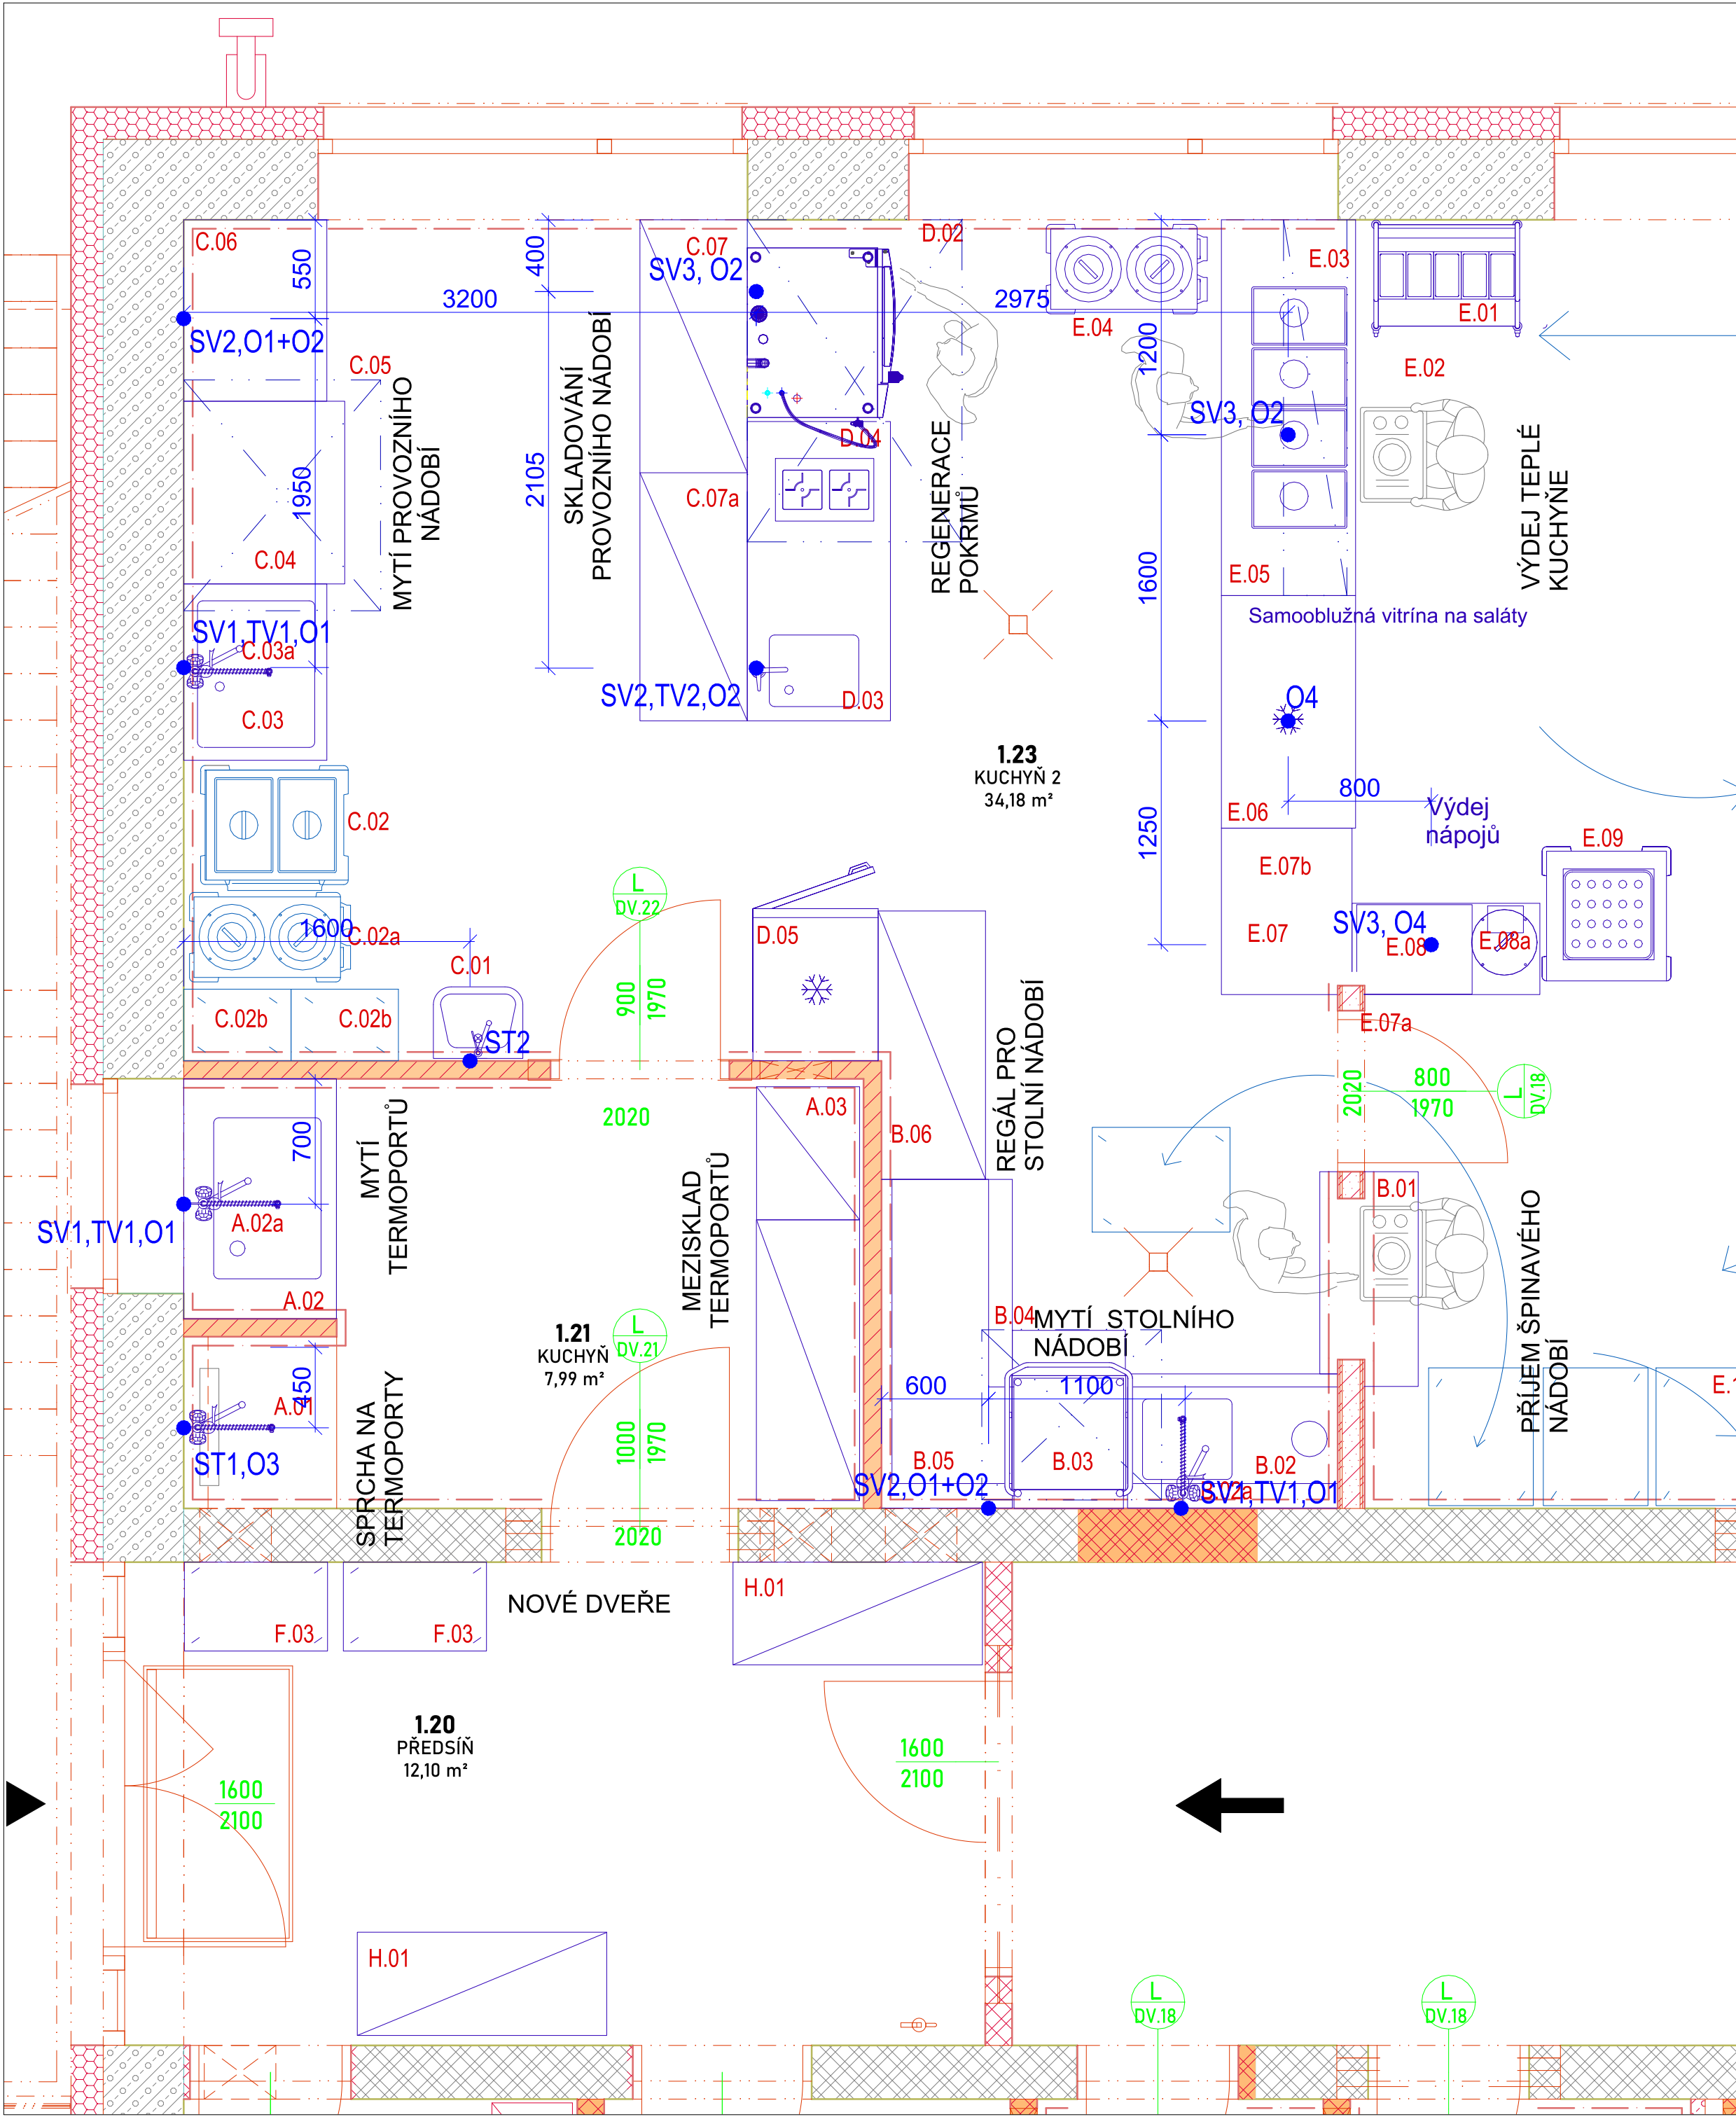 C.06
550
400
C.07
SV3, O2
D.02
E.03
3200
2975
E.01
E.04
SV2,O1+O2
1200
C.05
E.02
SV3, O2
MYTÍ PROVOZNÍHO
NÁDOBÍ
SKLADOVÁNÍ
PROVOZNÍHO NÁDOBÍ
D.04
REGENERACE
POKRMŮ
VÝDEJ TEPLÉ
KUCHYŇE
1950
2105
C.07a
C.04
1600
E.05
Samooblužná vitrína na saláty
SV1,TV1,O1
C.03a
C.03
SV2,TV2,O2
D.03
O4
1.23
KUCHYŇ 2
34,18 m²
800
C.02
1250
E.06
Výdej
nápojů
E.09
E.07b
L
DV.22
1600
C.02a
D.05
E.07
SV3, O4
E.08
E.08a
C.01
900
1970
C.02b
C.02b
ST2
REGÁL PRO
STOLNÍ NÁDOBÍ
E.07a
2020
800
1970
L
DV.18
2020
A.03
B.06
700
MYTÍ
TERMOPORTŮ
MEZISKLAD
TERMOPORTŮ
B.01
SV1,TV1,O1
A.02a
A.02
PŘÍJEM ŠPINAVÉHO
NÁDOBÍ
B.04
MYTÍ STOLNÍHO
NÁDOBÍ
1.21
KUCHYŇ
7,99 m²
L
DV.21
450
A.01
600
1100
SPRCHA NA
TERMOPORTY
1000
1970
ST1,O3
B.05
B.03
B.02
SV2,O1+O2
B.02a
SV1,TV1,O1
2020
H.01
NOVÉ DVEŘE
F.03
F.03
1.20
PŘEDSÍŇ
12,10 m²
1600
2100
1600
2100
H.01
L
DV.18
L
DV.18